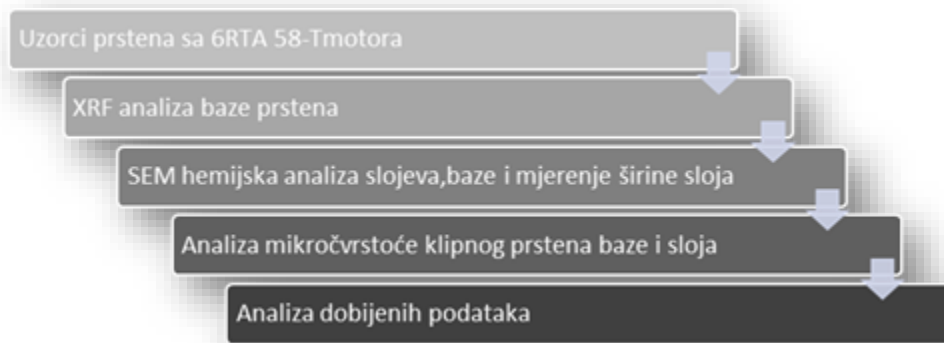 Uzorci prstena sa 6RTA 58-Tmotora
XRF analiza baze prstena
SEM hemijska analiza slojeva,baze i mjerenje širine sloja
Analiza mikročvrstoće klipnog prstena baze i sloja
Analiza dobijenih podataka